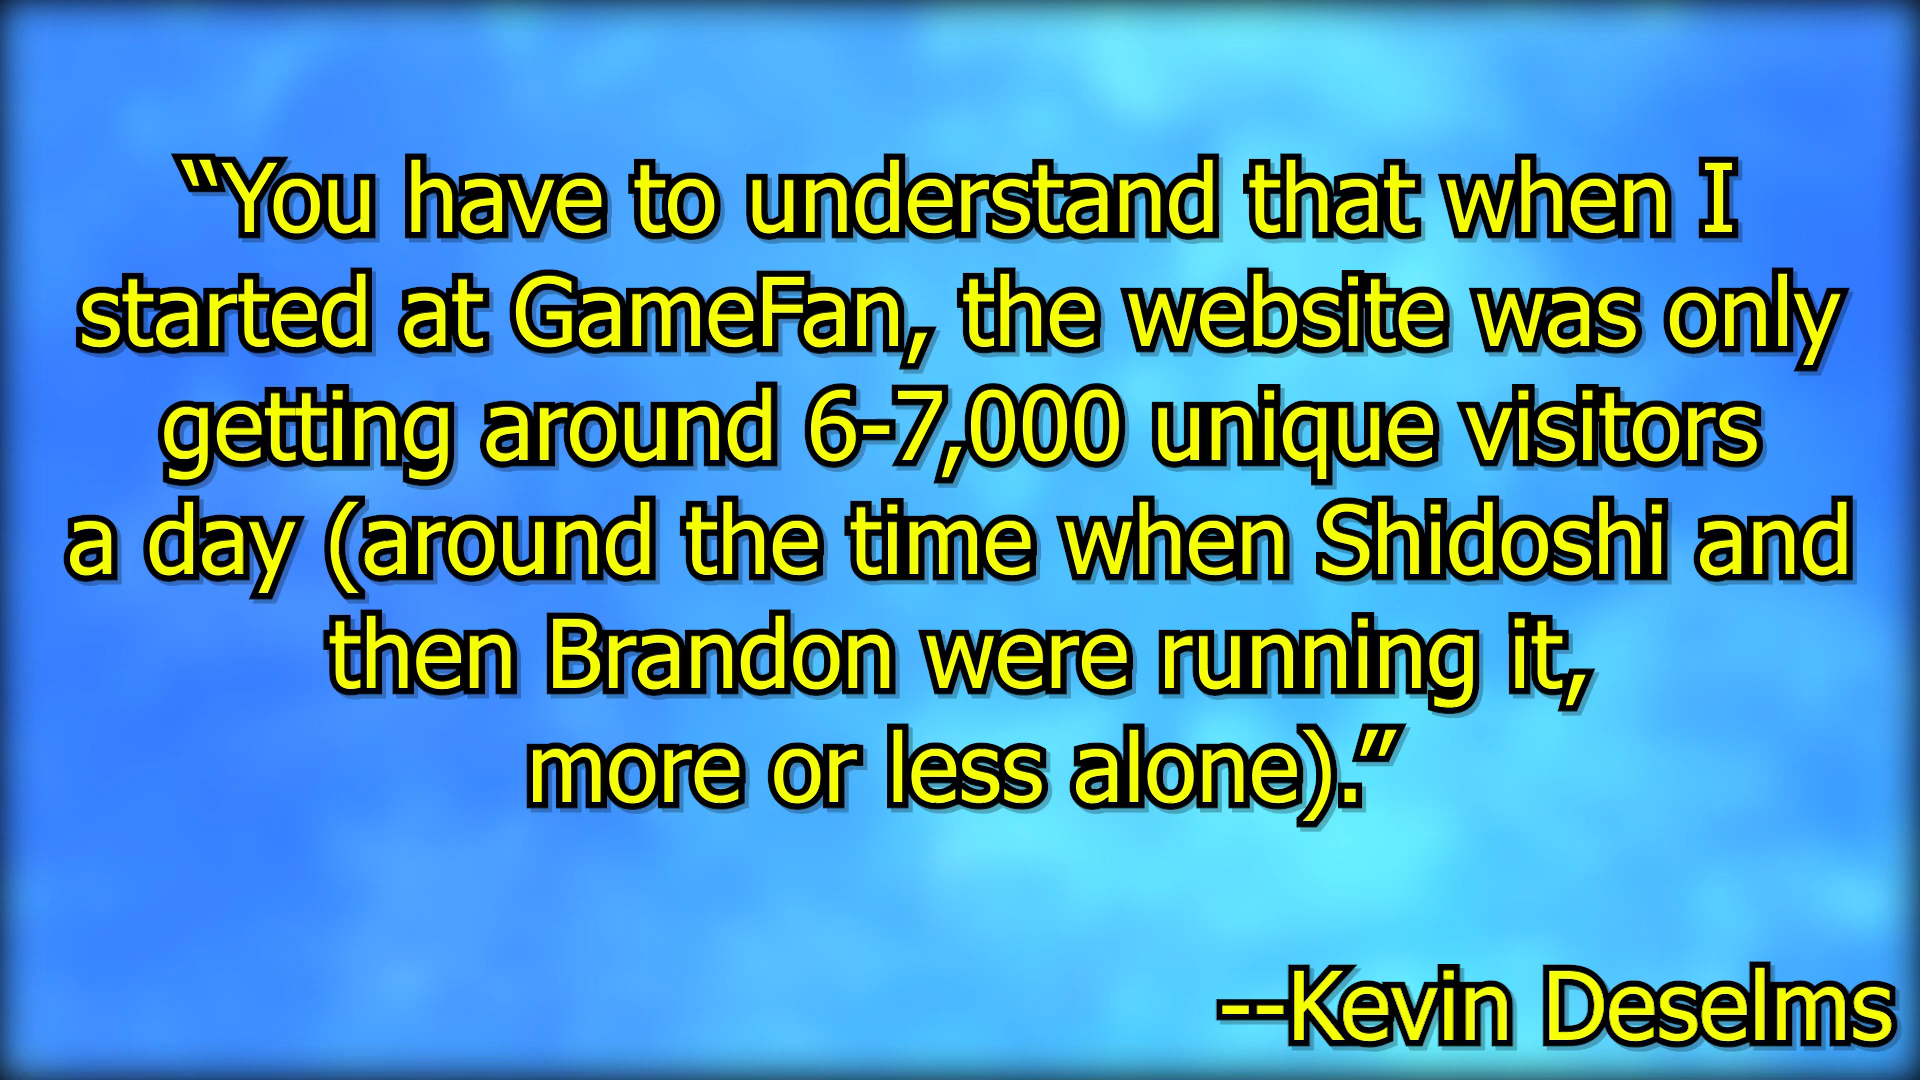 “You have to understand that when I
started at GameFan, the website was only
getting around 6-7,000 unique visitors
a day (around the time when Shidoshi and
then Brandon were running it,
more or less alone).”
--Kevin Deselms